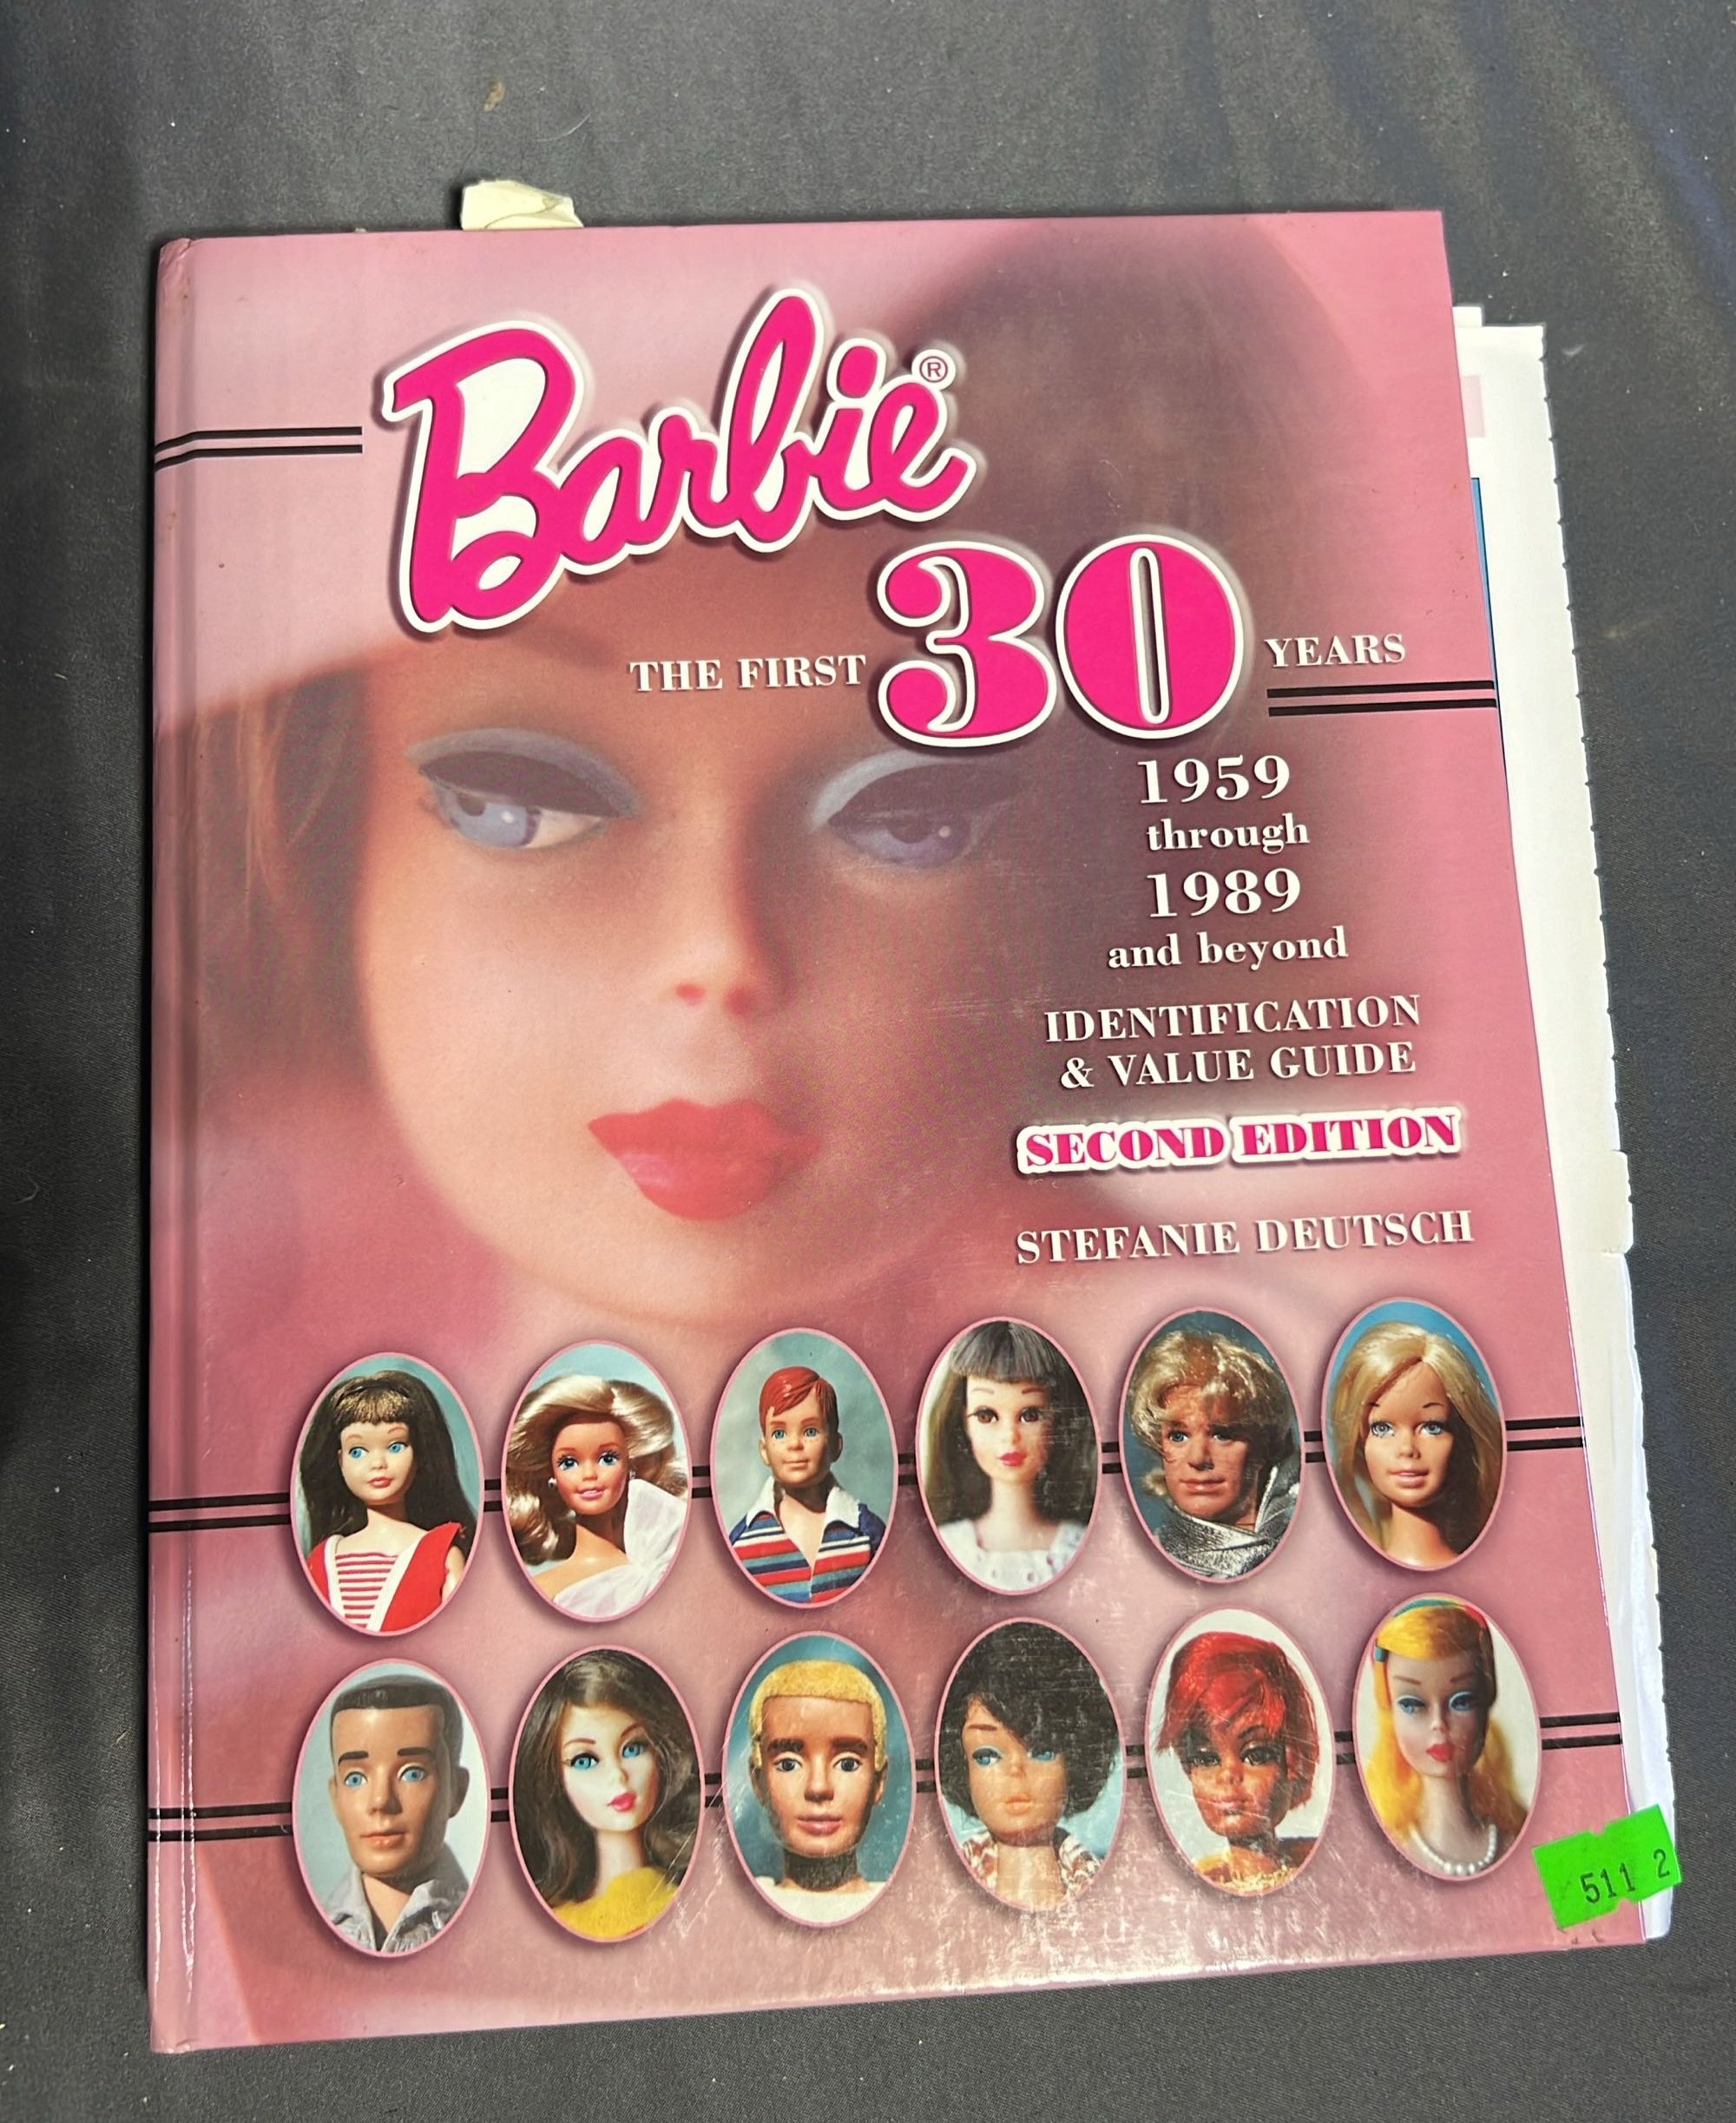 Barbie®
THE FIRST 30 YEARS
1959
through
1989
and beyond
IDENTIFICATION
& VALUE GUIDE
SECOND EDITION
STEFANIE DEUTSCH
511 2